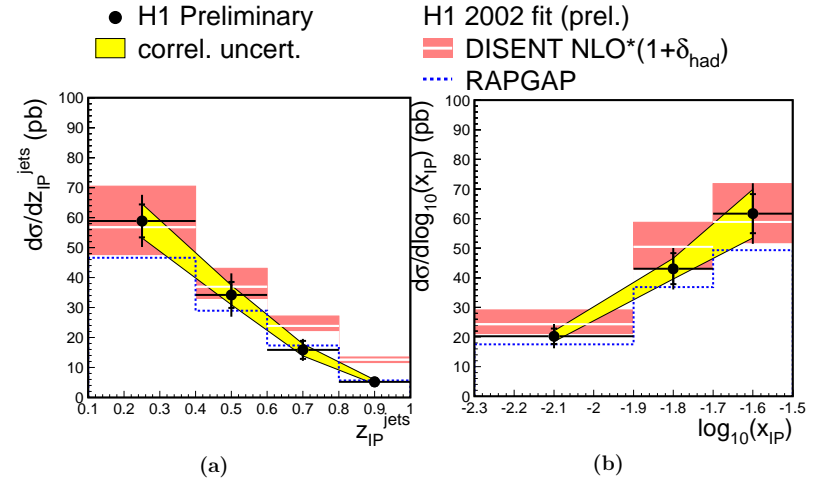 H1 Preliminary
correl. uncert.
H1 2002 fit (prel.)
DISENT NLO*(1+δhad)
RAPGAP
dσ/dzIP^jets (pb)
100
90
80
70
60
50
40
30
20
10
0
0.1 0.2 0.3 0.4 0.5 0.6 0.7 0.8 0.9 1
zIP^jets
(a)
dσ/dlog10(xIP) (pb)
100
90
80
70
60
50
40
30
20
10
0
-2.3 -2.2 -2.1 -2 -1.9 -1.8 -1.7 -1.6 -1.5
log10(xIP)
(b)